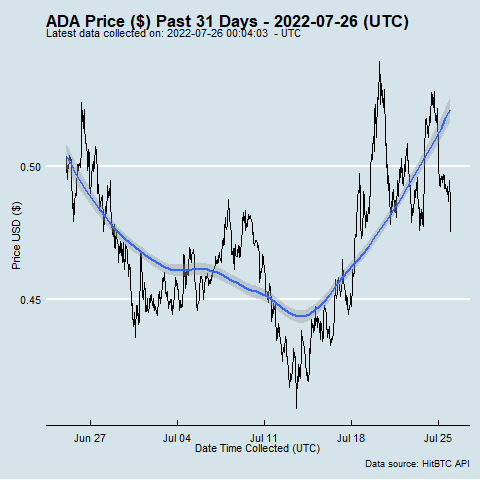 ADA Price ($) Past 31 Days - 2022-07-26 (UTC)
Latest data collected on: 2022-07-26 00:04:03 - UTC
0.50
0.45
Price USD ($)
Jun 27 Jul 04 Jul 11 Jul 18 Jul 25
Date Time Collected (UTC)
Data source: HitBTC API